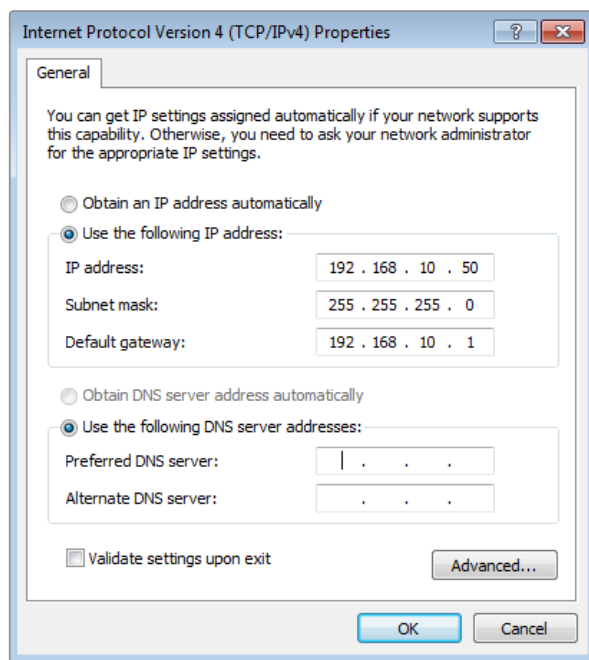 Internet Protocol Version 4 (TCP/IPv4) Properties
General
You can get IP settings assigned automatically if your network supports
this capability. Otherwise, you need to ask your network administrator
for the appropriate IP settings.
Obtain an IP address automatically
Use the following IP address:
IP address: 192 . 168 . 10 . 50
Subnet mask: 255 . 255 . 255 . 0
Default gateway: 192 . 168 . 10 . 1
Obtain DNS server address automatically
Use the following DNS server addresses:
Preferred DNS server: . . .
Alternate DNS server: . . .
Validate settings upon exit
Advanced...
OK Cancel